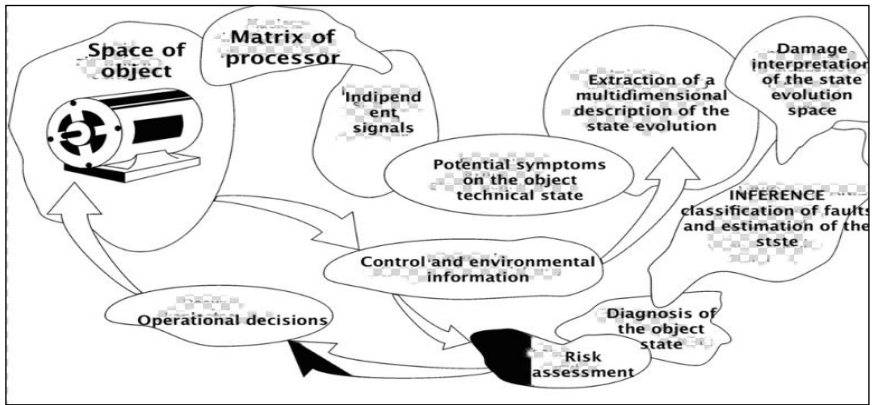 Space of
object
Matrix of
processor
Indipend
ent
signals
Potential symptoms
on the object
technical state
Extraction of a
multidimensional
description of the
state evolution
Damage
interpretation
of the state
evolution
space
INFERENCE
classification of faults
and estimation of the
stste
Control and environmental
information
Diagnosis of
the object
state
Risk
assessment
Operational decisions